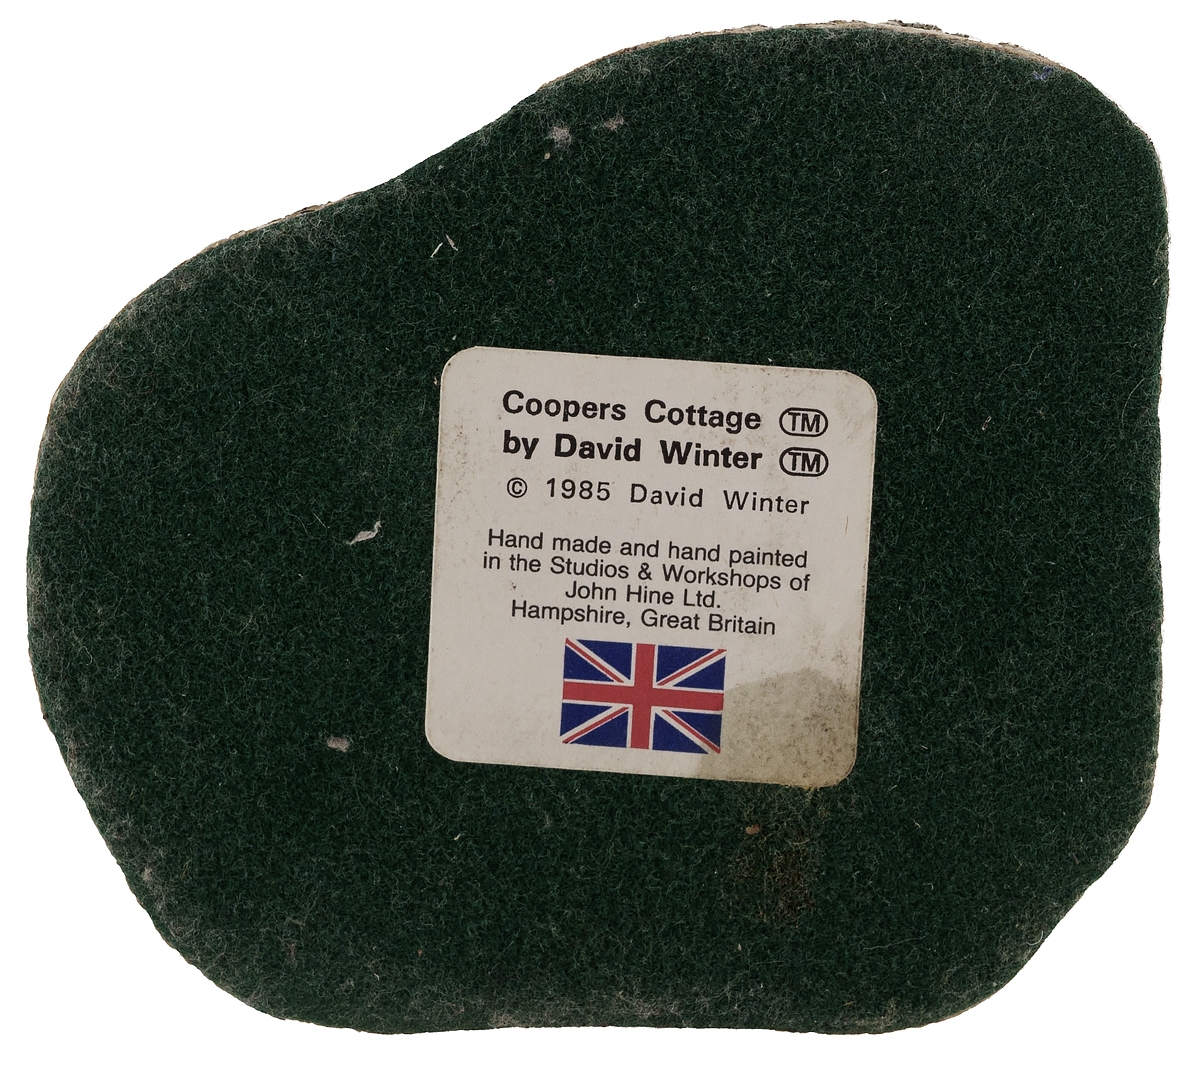 Coopers Cottage ™
by David Winter ™
© 1985 David Winter
Hand made and hand painted
in the Studios & Workshops of
John Hine Ltd.
Hampshire, Great Britain